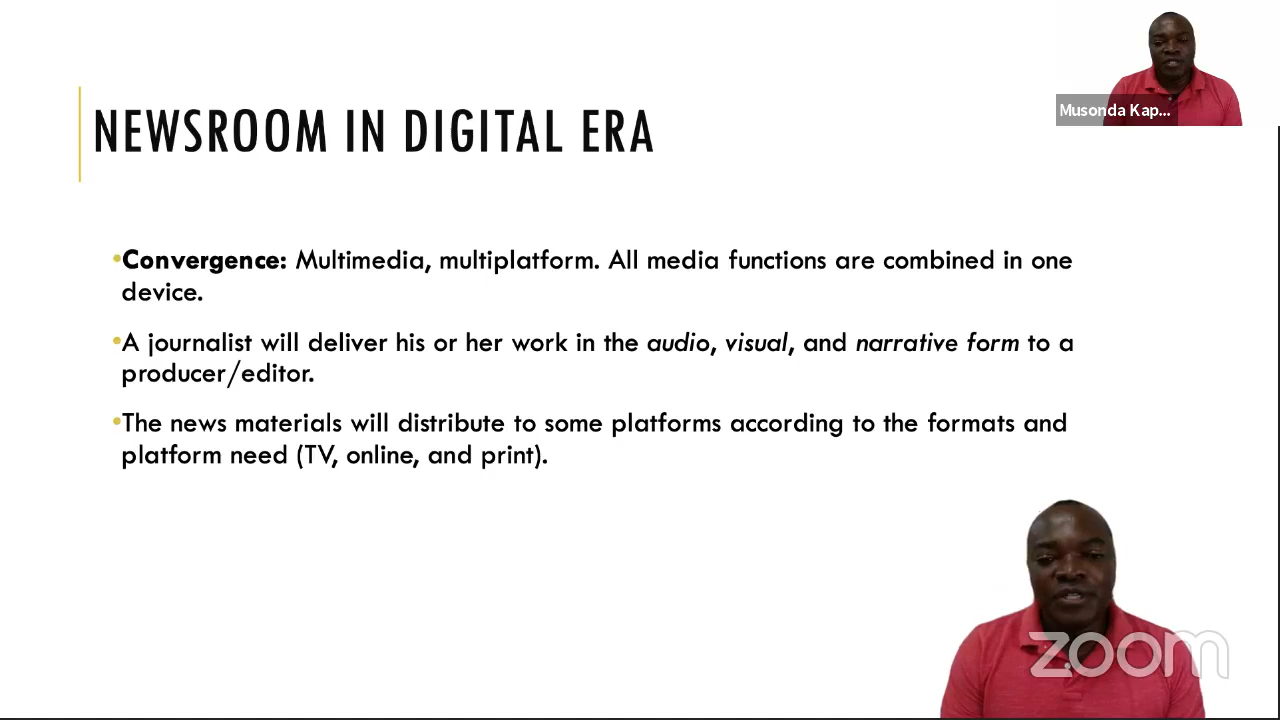 Musonda Kap...
NEWSROOM IN DIGITAL ERA
•Convergence: Multimedia, multiplatform. All media functions are combined in one
device.
•A journalist will deliver his or her work in the audio, visual, and narrative form to a
producer/editor.
•The news materials will distribute to some platforms according to the formats and
platform need (TV, online, and print).
zoom